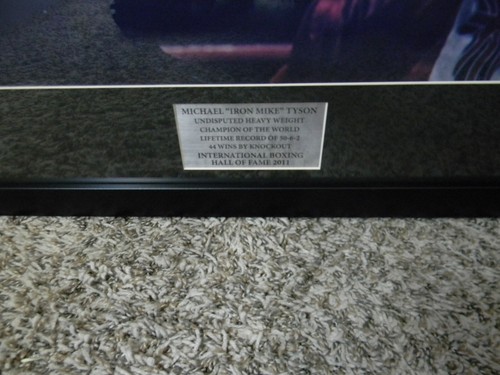 MICHAEL "IRON MIKE" TYSON
UNDISPUTED HEAVY WEIGHT
CHAMPION OF THE WORLD
LIFETIME RECORD OF 50-6-2
44 WINS BY KNOCKOUT
INTERNATIONAL BOXING
HALL OF FAME 2011